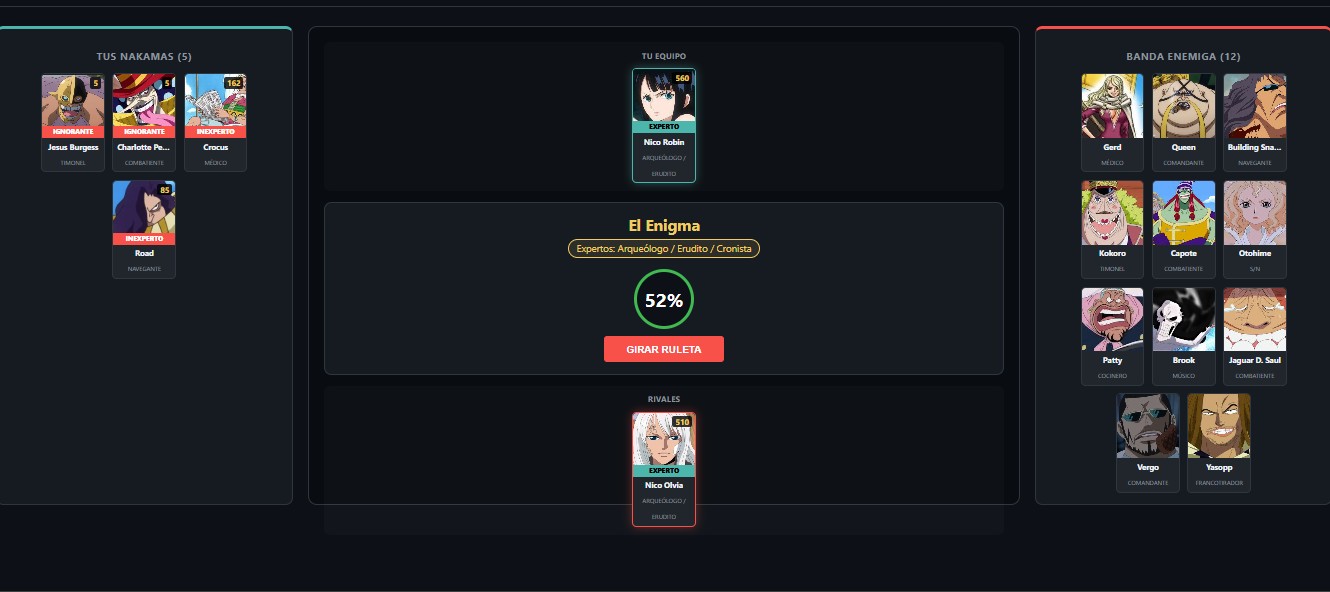 TUS NAKAMAS (5)
5
IGNORANTE
Jesus Burgess
TIMONEL
5
IGNORANTE
Charlotte Pe...
COMBATIENTE
162
INEXPERTO
Crocus
MÉDICO
85
INEXPERTO
Road
NAVEGANTE
TU EQUIPO
560
EXPERTO
Nico Robin
ARQUEÓLOGO /
ERUDITO
El Enigma
Expertos: Arqueólogo / Erudito / Cronista
52%
GIRAR RULETA
RIVALES
510
EXPERTO
Nico Olvia
ARQUEÓLOGO /
ERUDITO
BANDA ENEMIGA (12)
Gerd
MÉDICO
Queen
COMANDANTE
Building Sna...
NAVEGANTE
Kokoro
TIMONEL
Capote
COMBATIENTE
Otohime
S/N
Patty
COCINERO
Brook
MÚSICO
Jaguar D. Saul
COMBATIENTE
Vergo
COMANDANTE
Yasopp
FRANCOTIRADOR